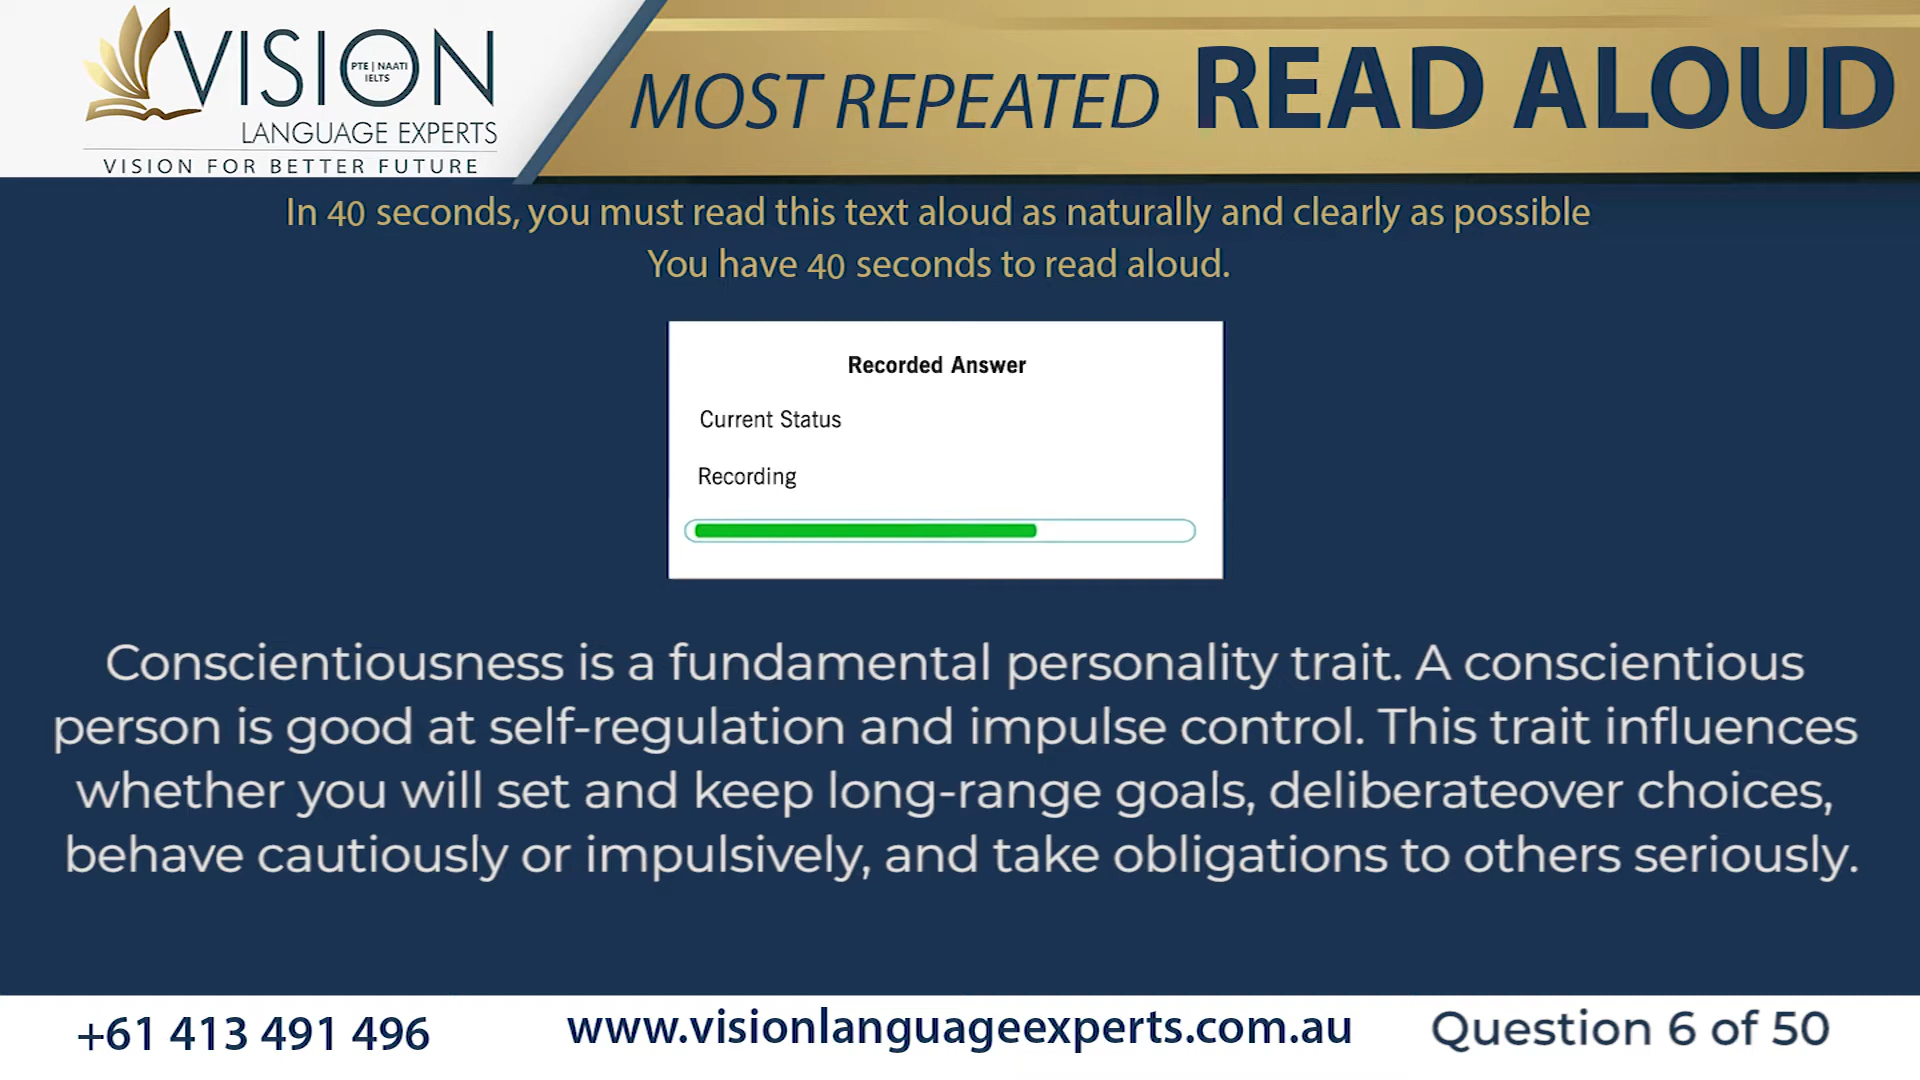 VISION
PTE | NAATI
IELTS
LANGUAGE EXPERTS
VISION FOR BETTER FUTURE
MOST REPEATED READ ALOUD
In 40 seconds, you must read this text aloud as naturally and clearly as possible
You have 40 seconds to read aloud.
Recorded Answer
Current Status
Recording
Conscientiousness is a fundamental personality trait. A conscientious
person is good at self-regulation and impulse control. This trait influences
whether you will set and keep long-range goals, deliberateover choices,
behave cautiously or impulsively, and take obligations to others seriously.
+61 413 491 496
www.visionlanguageexperts.com.au
Question 6 of 50